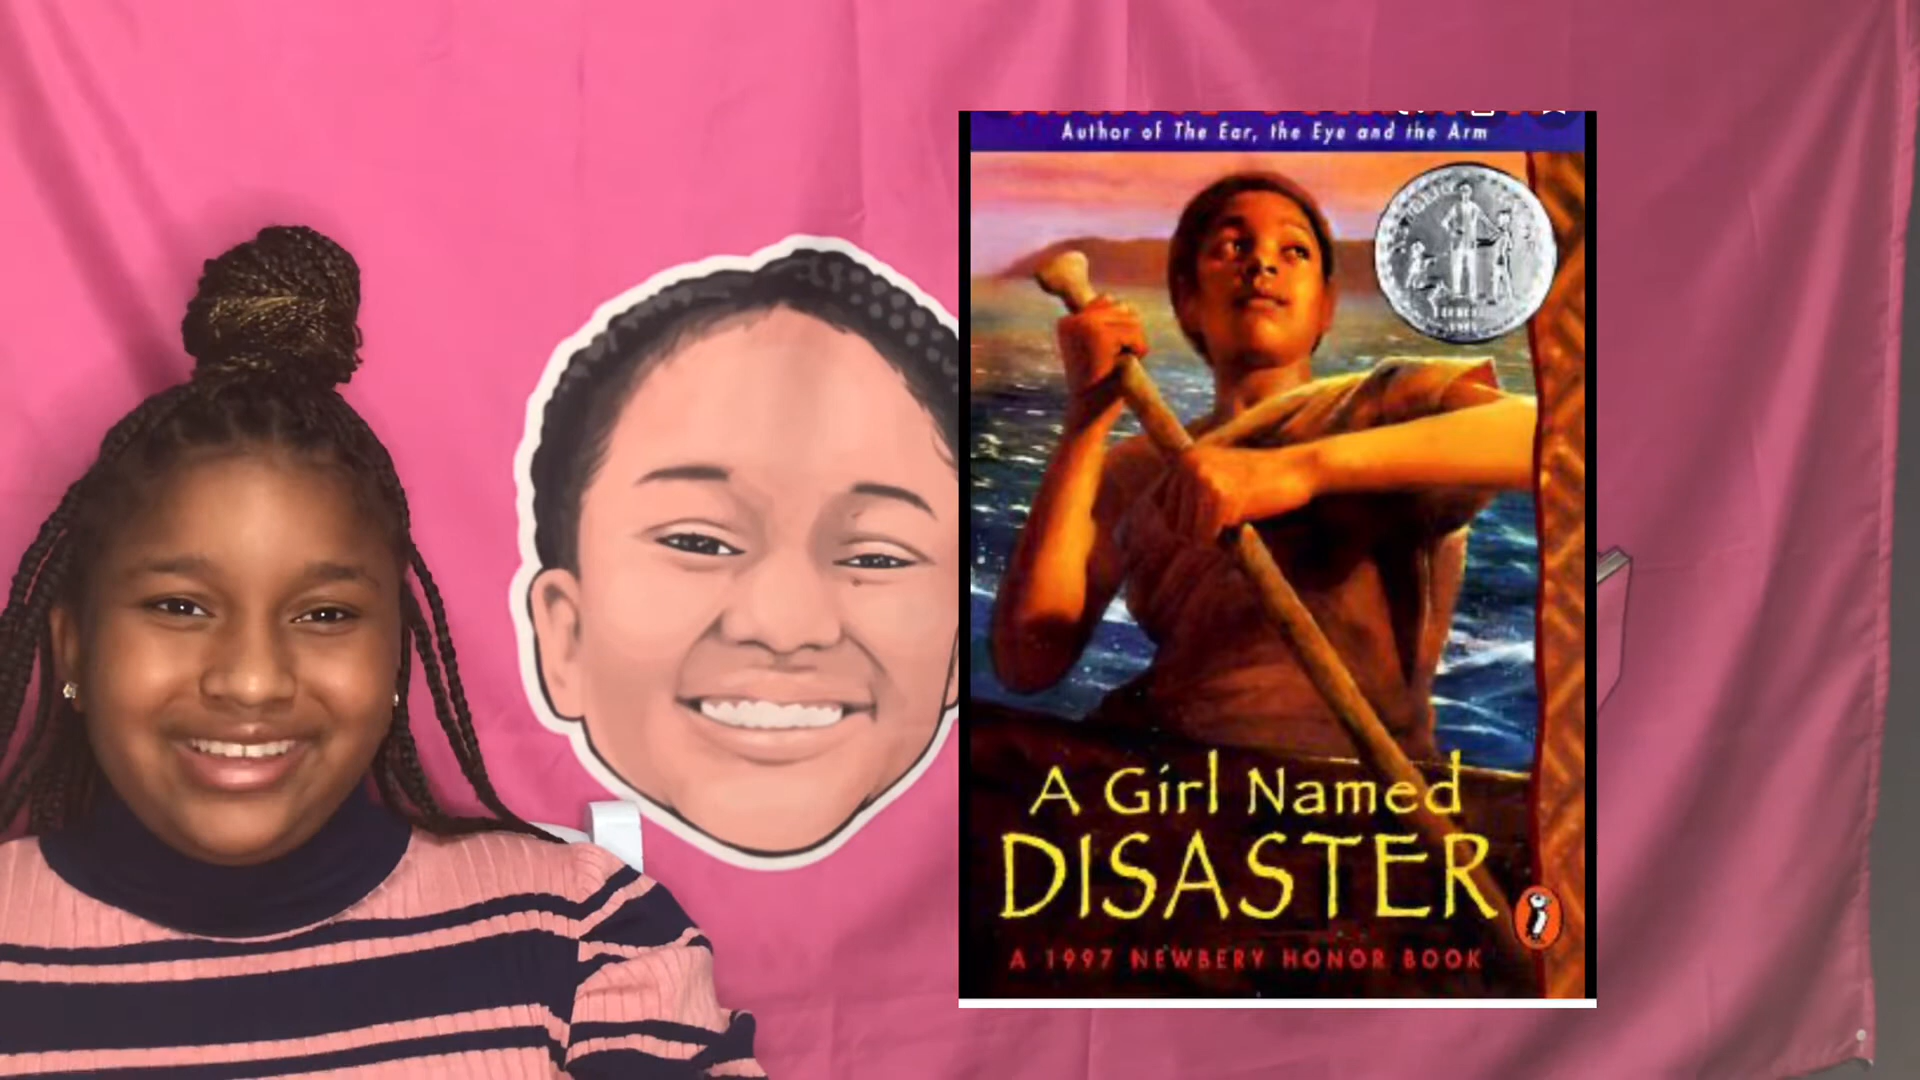 Author of The Ear, the Eye and the Arm
A Girl Named
DISASTER
A 1997 NEWBERY HONOR BOOK